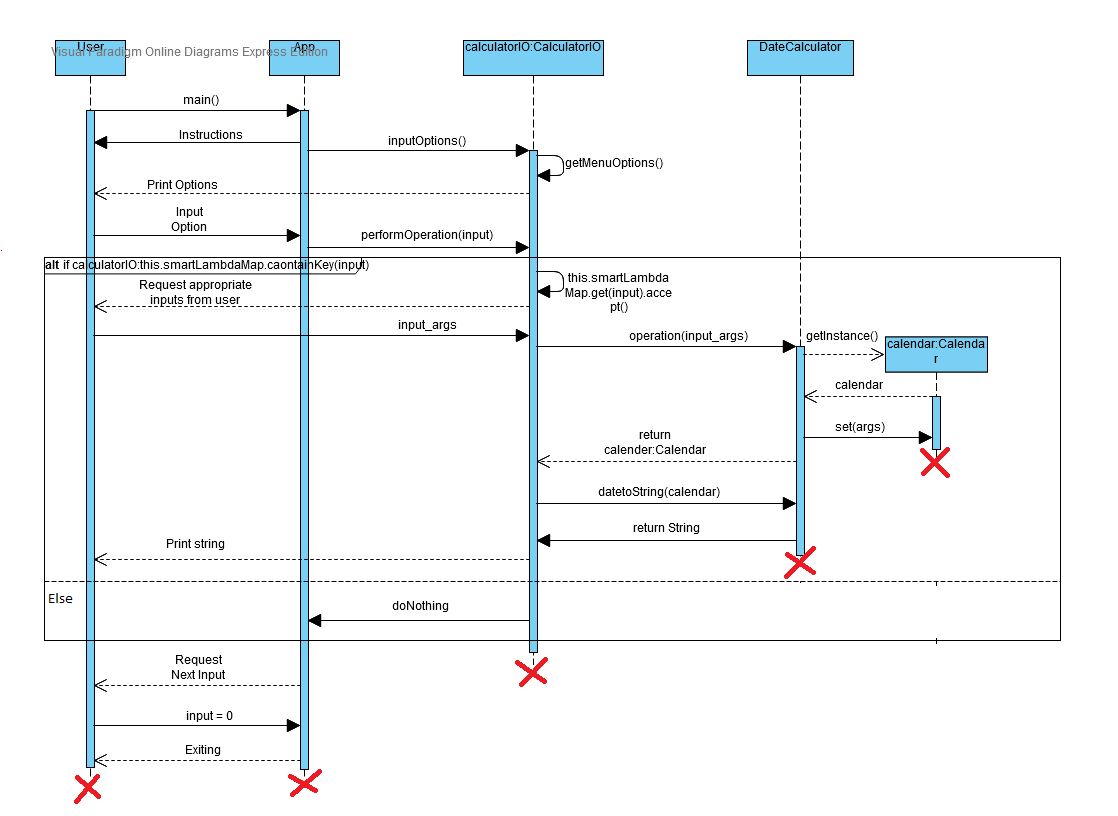 User
App
calculatorIO:CalculatorIO
DateCalculator
Visual Paradigm Online Diagrams Express Edition
main()
Instructions
inputOptions()
getMenuOptions()
Print Options
Input
Option
performOperation(input)
alt if calculatorIO:this.smartLambdaMap.caontainKey(input)
this.smartLambda
Map.get(input).acce
pt()
Request appropriate
inputs from user
input_args
operation(input_args)
getInstance()
calendar:Calenda
r
calendar
set(args)
return
calender:Calendar
datetoString(calendar)
return String
Print string
Else
doNothing
Request
Next Input
input = 0
Exiting